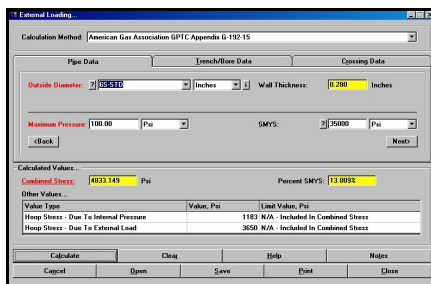 External Loading...
Calculation Method: American Gas Association GPTC Appendix G-192-15
Pipe Data Trench/Bore Data Crossing Data
Outside Diameter: ? 6S-STD Inches i Wall Thickness: 0.280 Inches
Maximum Pressure: 100.00 Psi SMYS: ? 35000 Psi
<Back Next>
Calculated Values...
Combined Stress: 4833.149 Psi Percent SMYS: 13.809%
Other Values...
Value Type Value, Psi Limit Value, Psi
Hoop Stress - Due To Internal Pressure 1183 N/A - Included In Combined Stress
Hoop Stress - Due To External Load 3650 N/A - Included In Combined Stress
Calculate Clear Help Notes
Cancel Open Save Print Close